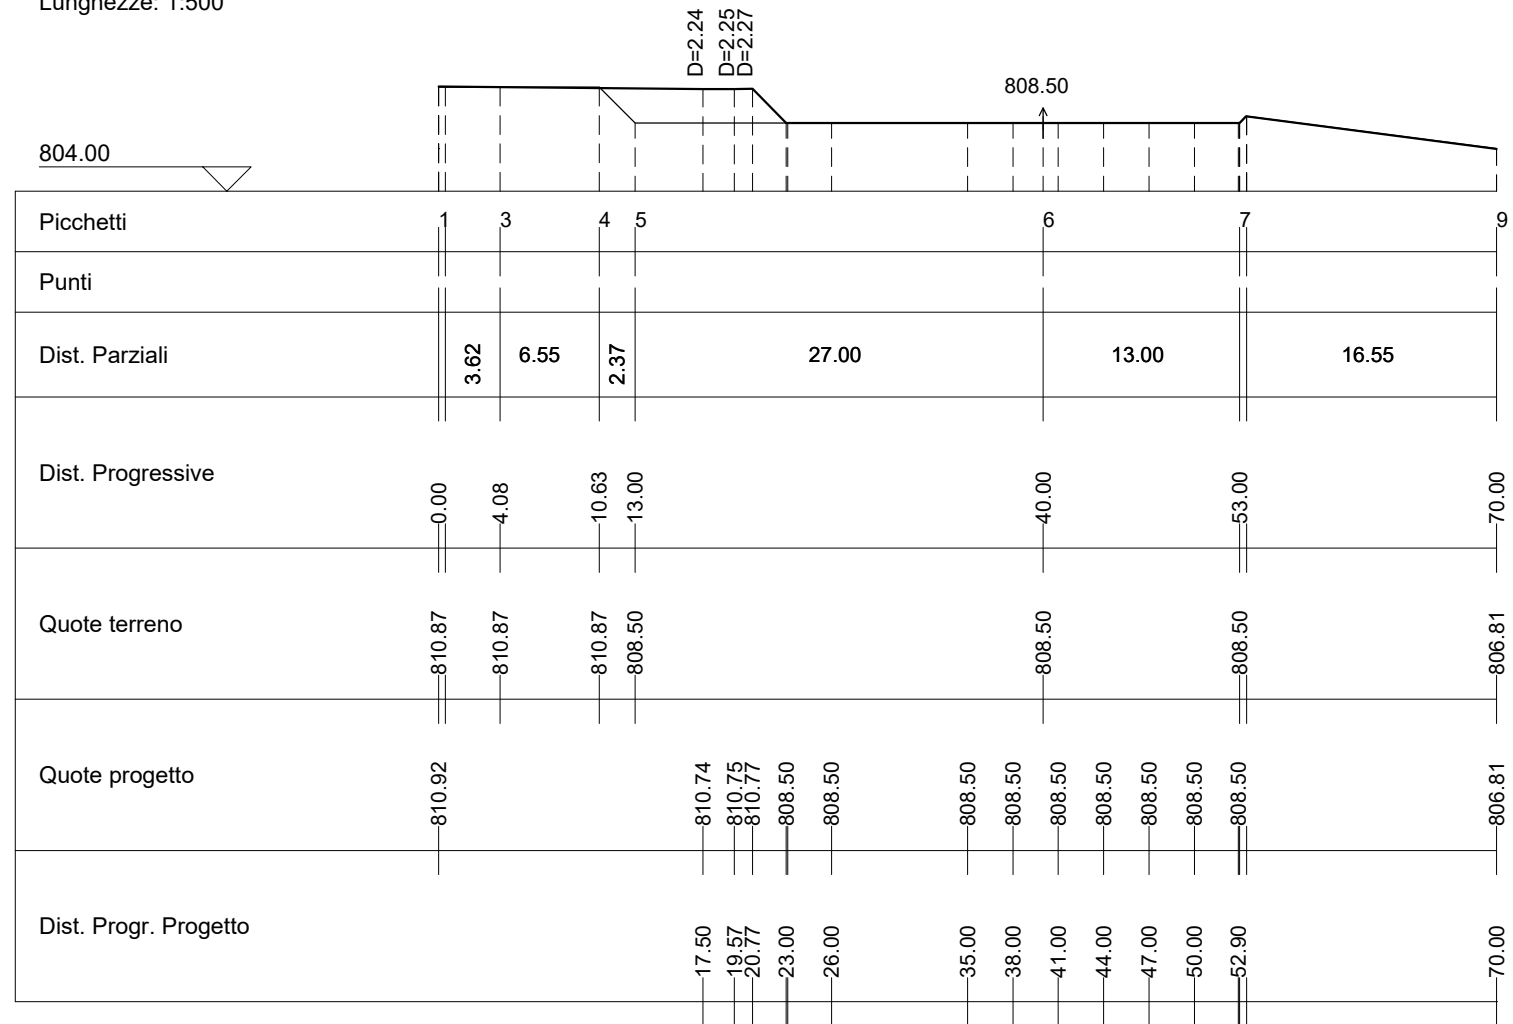 Lunghezze: 1:500
D=2.24 D=2.25 D=2.27
808.50
804.00
Picchetti 1 3 4 5 6 7 9
Punti
Dist. Parziali 3.62 6.55 2.37 27.00 13.00 16.55
Dist. Progressive 0.00 4.08 10.63 13.00 40.00 53.00 70.00
Quote terreno 810.87 810.87 810.87 808.50 808.50 808.50 806.81
Quote progetto 810.92 810.74 810.75 810.77 808.50 808.50 808.50 808.50 808.50 808.50 808.50 808.50 808.50 806.81
Dist. Progr. Progetto 17.50 19.57 20.77 23.00 26.00 35.00 38.00 41.00 44.00 47.00 50.00 52.90 70.00